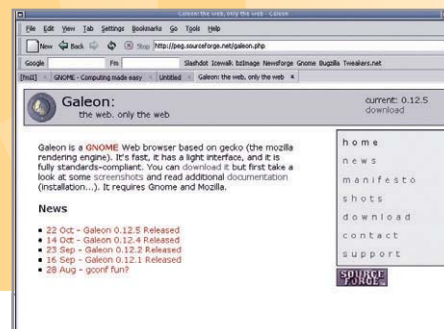 Galeon: the web, only the web - Galeon
File Edit View Tab Settings Bookmarks Go Tools Help
New Back Stop http://peg.sourceforge.net/galeon.php
Google Fm Slashdot Icewalk bzImage Newsforge Gnome Bugzilla Tweakers.net
GNOME - Computing made easy × Untitled × Galeon: the web, only the web ×
Galeon:
the web, only the web
current: 0.12.5
download
Galeon is a GNOME Web browser based on gecko (the mozilla
rendering engine). It's fast, it has a light interface, and it is
fully standards-compliant. You can download it but first take a
look at some screenshots and read additional documentation
(installation...). It requires Gnome and Mozilla.
News
• 22 Oct - Galeon 0.12.5 Released
• 14 Oct - Galeon 0.12.4 Released
• 23 Sep - Galeon 0.12.2 Released
• 16 Sep - Galeon 0.12.1 Released
• 28 Aug - gconf fun?
home
news
manifesto
shots
download
contact
support
SOURCE
FORGE